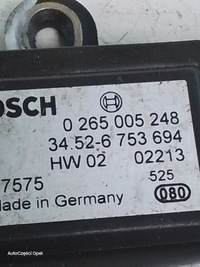 OSCH
0 265 005 248
34.52-6 753 694
HW 02 02213
7575 525
080
Made in Germany
AutoCzęści Opel